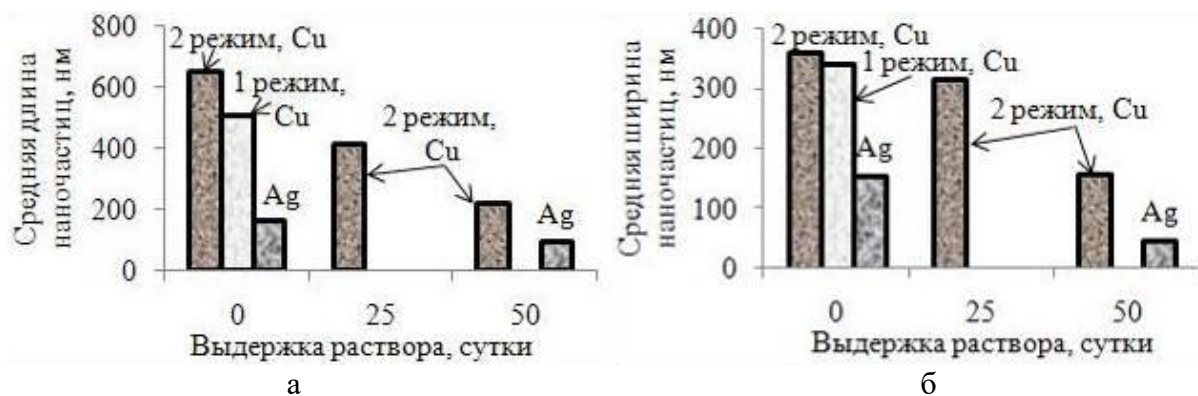 Средняя длина
наночастиц, нм
800
600
400
200
0
2 режим, Cu
1 режим,
Cu
Ag
2 режим,
Cu
Ag
0 25 50
Выдержка раствора, сутки
а
Средняя ширина
наночастиц, нм
400
300
200
100
0
2 режим, Cu
1 режим, Cu
Ag
2 режим, Cu
Ag
0 25 50
Выдержка раствора, сутки
б